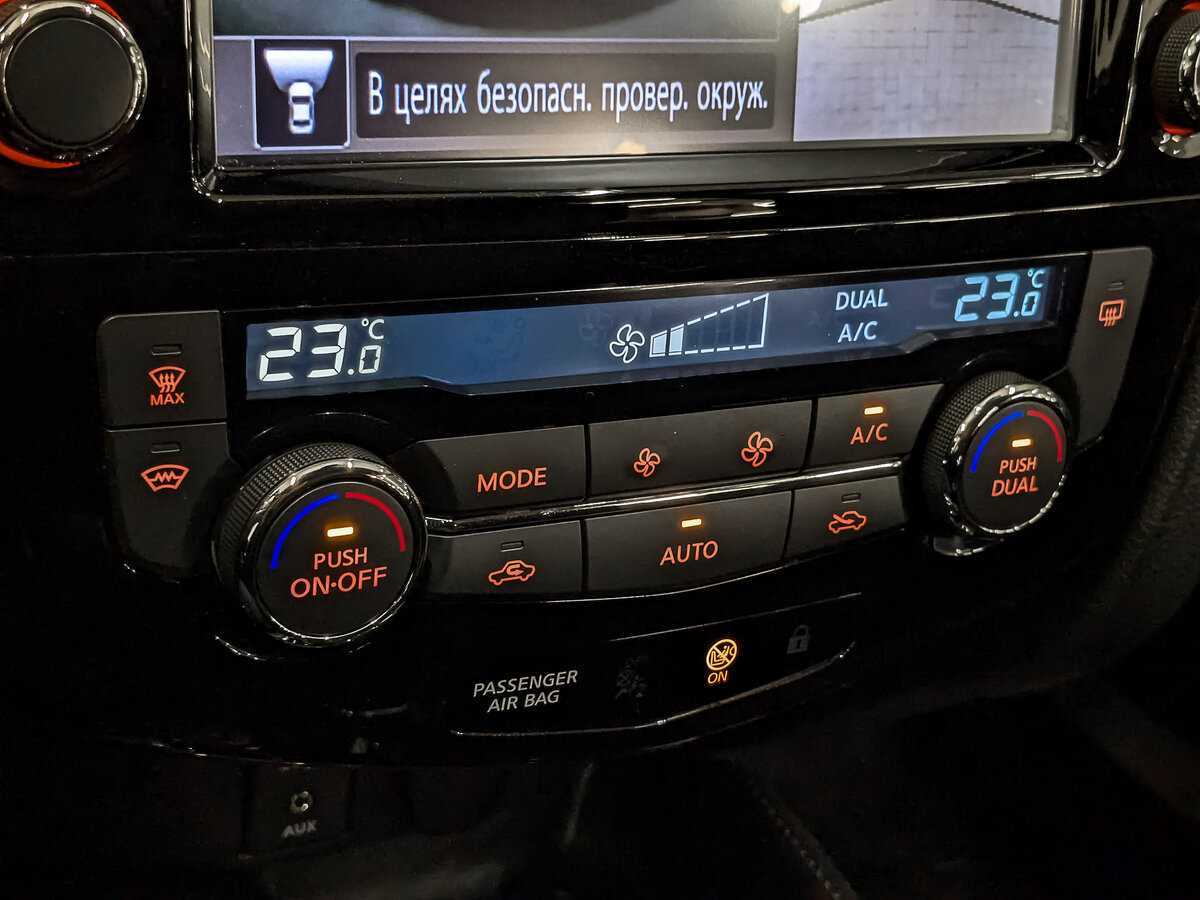 В целях безопасн. провер. окруж.
23.0 °C
DUAL
A/C
23.0 °C
MAX
MODE
A/C
PUSH
DUAL
PUSH
ON·OFF
AUTO
PASSENGER
AIR BAG
ON
AUX